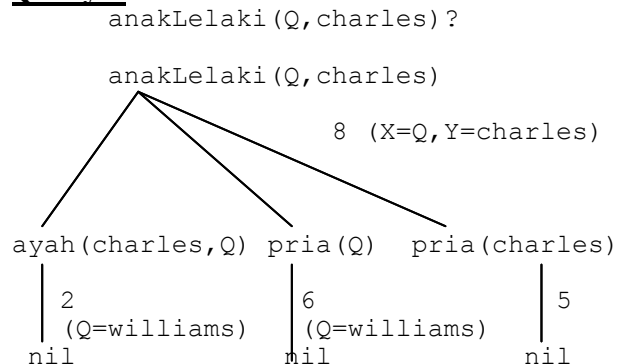 anakLelaki(Q,charles)?
anakLelaki(Q,charles)
8 (X=Q,Y=charles)
ayah(charles,Q) pria(Q) pria(charles)
2 6 5
(Q=williams) (Q=williams)
nil nil nil